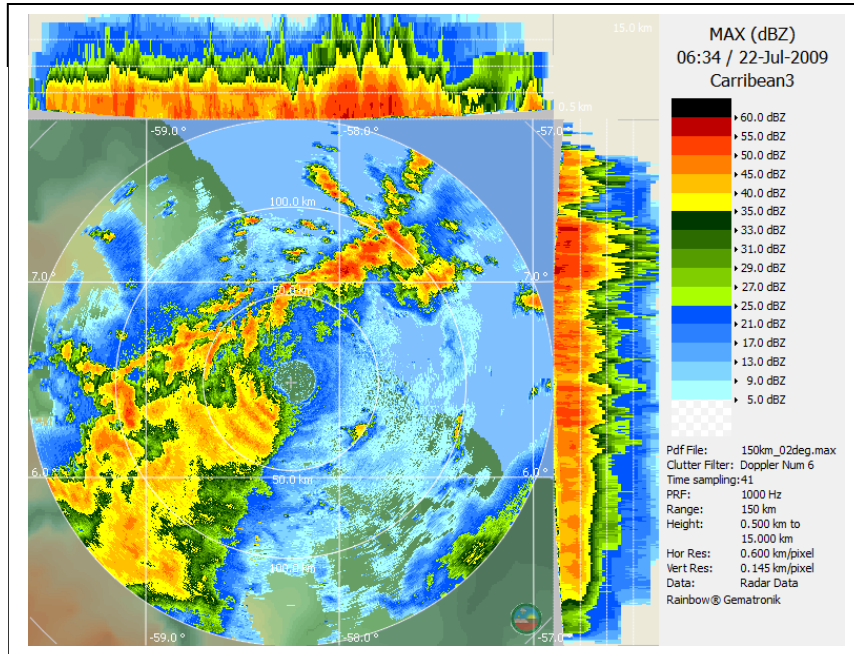 15.0 km
0.5 km
-59.0 °
-58.0 °
-57.0 °
100.0 km
7.0 °
7.0 °
50.0 km
6.0 °
6.0 °
50.0 km
100.0 km
-59.0 °
-58.0 °
-57.0 °
MAX (dBZ)
06:34 / 22-Jul-2009
Carribean3
60.0 dBZ
55.0 dBZ
50.0 dBZ
45.0 dBZ
40.0 dBZ
35.0 dBZ
33.0 dBZ
31.0 dBZ
29.0 dBZ
27.0 dBZ
25.0 dBZ
21.0 dBZ
17.0 dBZ
13.0 dBZ
9.0 dBZ
5.0 dBZ
Pdf File: 150km_02deg.max
Clutter Filter: Doppler Num 6
Time sampling:41
PRF: 1000 Hz
Range: 150 km
Height: 0.500 km to
15.000 km
Hor Res: 0.600 km/pixel
Vert Res: 0.145 km/pixel
Data: Radar Data
Rainbow® Gematronik